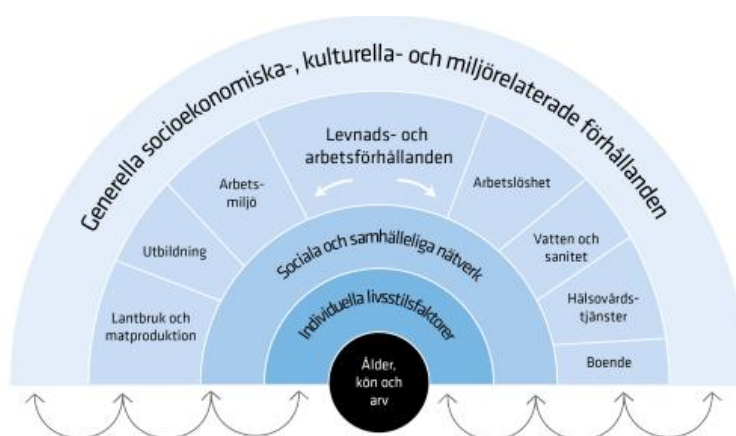 Generella socioekonomiska-, kulturella- och miljörelaterade förhållanden
Levnads- och
arbetsförhållanden
Arbets-
miljö
Arbetslöshet
Utbildning
Vatten och
sanitet
Lantbruk och
matproduktion
Hälsovårds-
tjänster
Boende
Sociala och samhälleliga nätverk
Individuella livsstilsfaktorer
Ålder,
kön och
arv